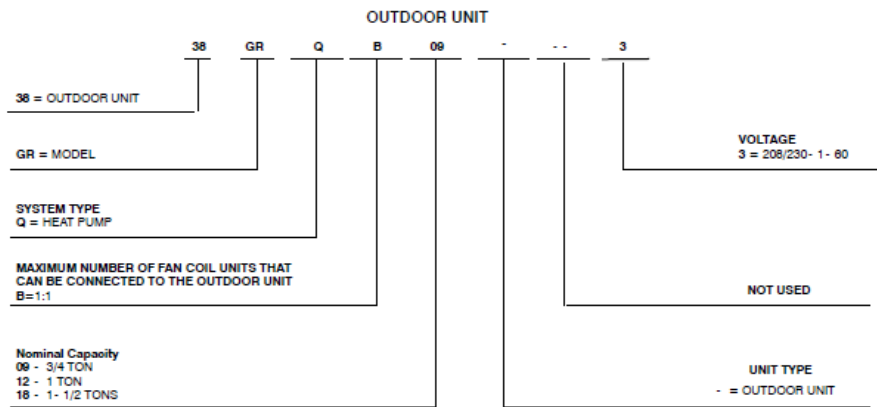 OUTDOOR UNIT
38 GR Q B 09 - - - 3
38 = OUTDOOR UNIT
GR = MODEL
VOLTAGE
3 = 208/230- 1- 60
SYSTEM TYPE
Q = HEAT PUMP
MAXIMUM NUMBER OF FAN COIL UNITS THAT
CAN BE CONNECTED TO THE OUTDOOR UNIT
B=1:1
NOT USED
Nominal Capacity
09 - 3/4 TON
12 - 1 TON
18 - 1- 1/2 TONS
UNIT TYPE
- = OUTDOOR UNIT